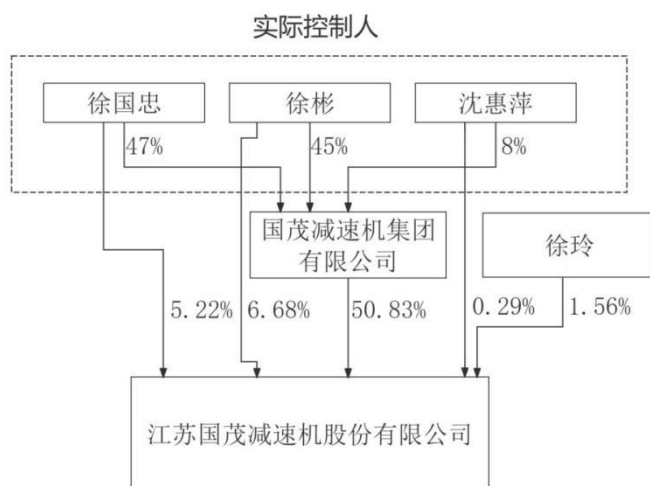 实际控制人
徐国忠
徐彬
沈惠萍
47%
45%
8%
国茂减速机集团
有限公司
徐玲
5.22%
6.68%
50.83%
0.29%
1.56%
江苏国茂减速机股份有限公司